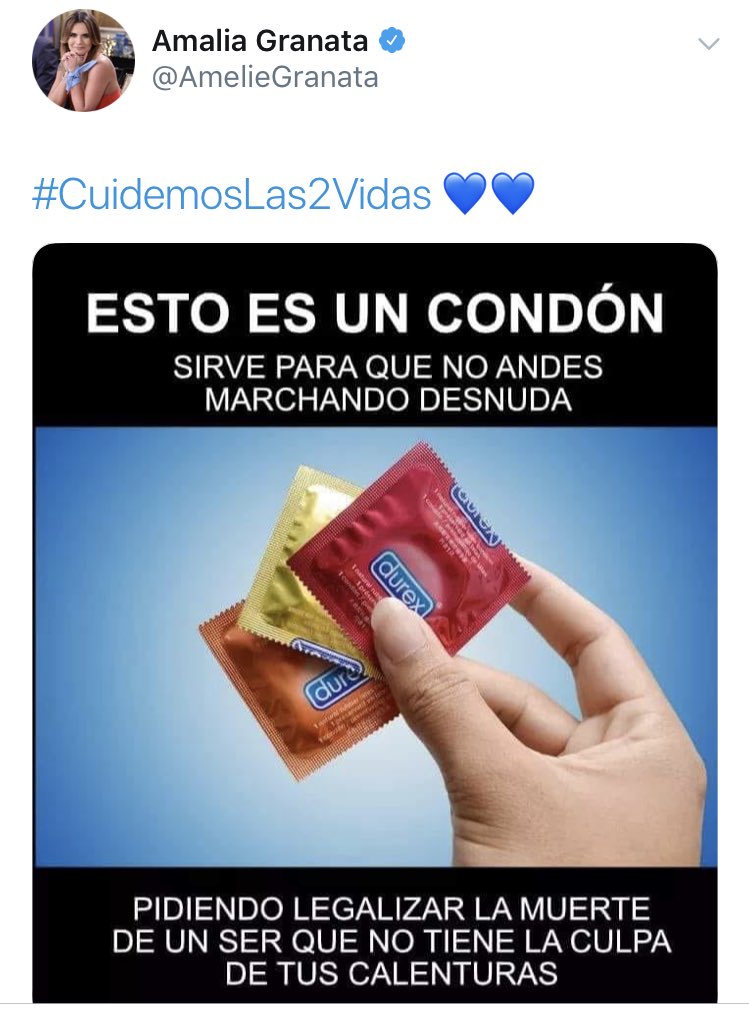 Amalia Granata
@AmelieGranata
#CuidemosLas2Vidas 💙💙
ESTO ES UN CONDÓN
SIRVE PARA QUE NO ANDES
MARCHANDO DESNUDA
durex
durex
PIDIENDO LEGALIZAR LA MUERTE
DE UN SER QUE NO TIENE LA CULPA
DE TUS CALENTURAS